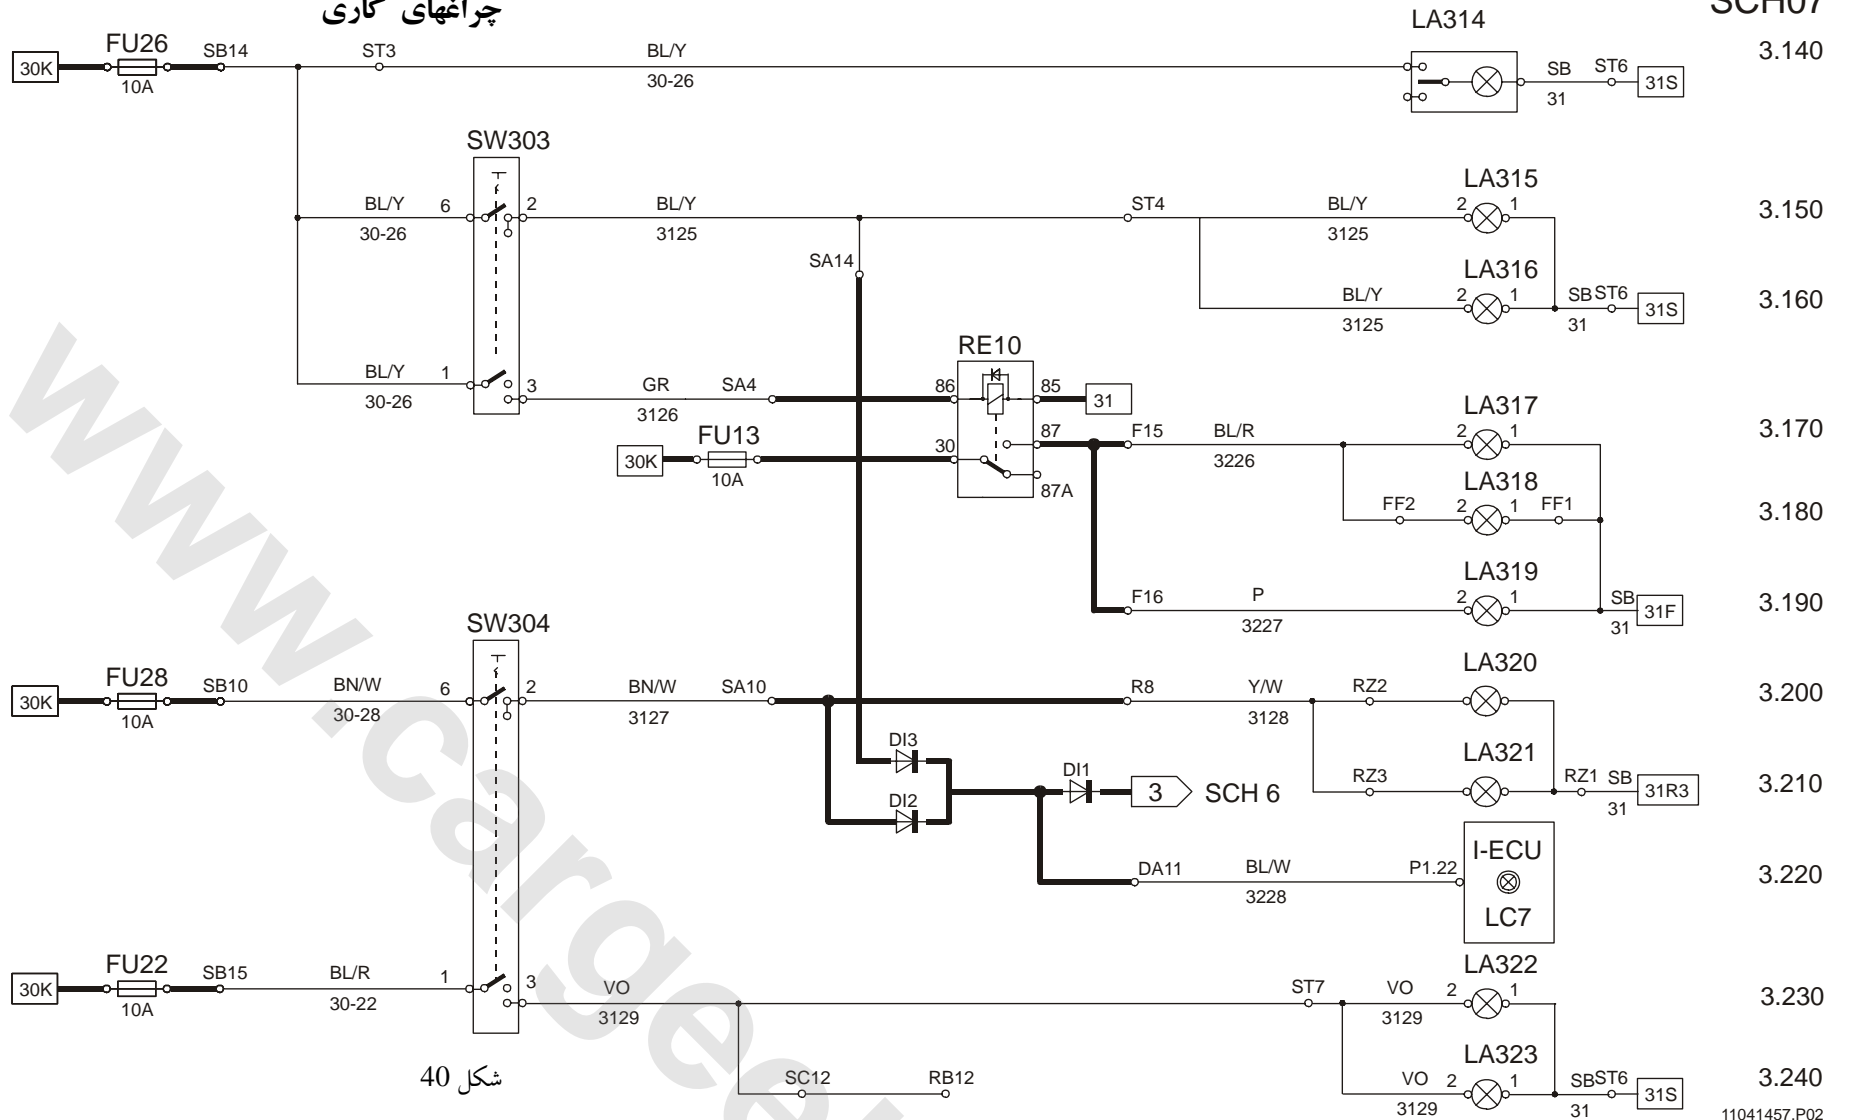 چراغهای کاری
SCH07
LA314
FU26 SB14 ST3 BL/Y 3.140
30K 10A 30-26 SB ST6 31S
31
SW303
LA315
BL/Y 6 2 BL/Y ST4 BL/Y 2 1 3.150
30-26 3125 3125
SA14 LA316
BL/Y 2 1 SB ST6 31S 3.160
3125 31
RE10
BL/Y 1 3 GR SA4 86 85 31
30-26 3126
LA317
30K FU13 10A 30 87 F15 BL/R 2 1 3.170
3226
87A
LA318
FF2 2 1 FF1 3.180
LA319
F16 P 2 1 SB 31F 3.190
3227 31
SW304
LA320
30K FU28 SB10 BN/W 6 2 BN/W SA10 R8 Y/W RZ2 3.200
10A 30-28 3127 3128
LA321
DI3 DI1 3 SCH 6 RZ3 RZ1 SB 31R3 3.210
DI2 31
I-ECU
DA11 BL/W P1.22 3.220
3228 LC7
LA322
30K FU22 SB15 BL/R 1 3 VO ST7 VO 2 1 3.230
10A 30-22 3129 3129
LA323
شکل 40
SC12 RB12 VO 2 1 SB ST6 31S 3.240
3129 31
11041457.P02
www.cargeek